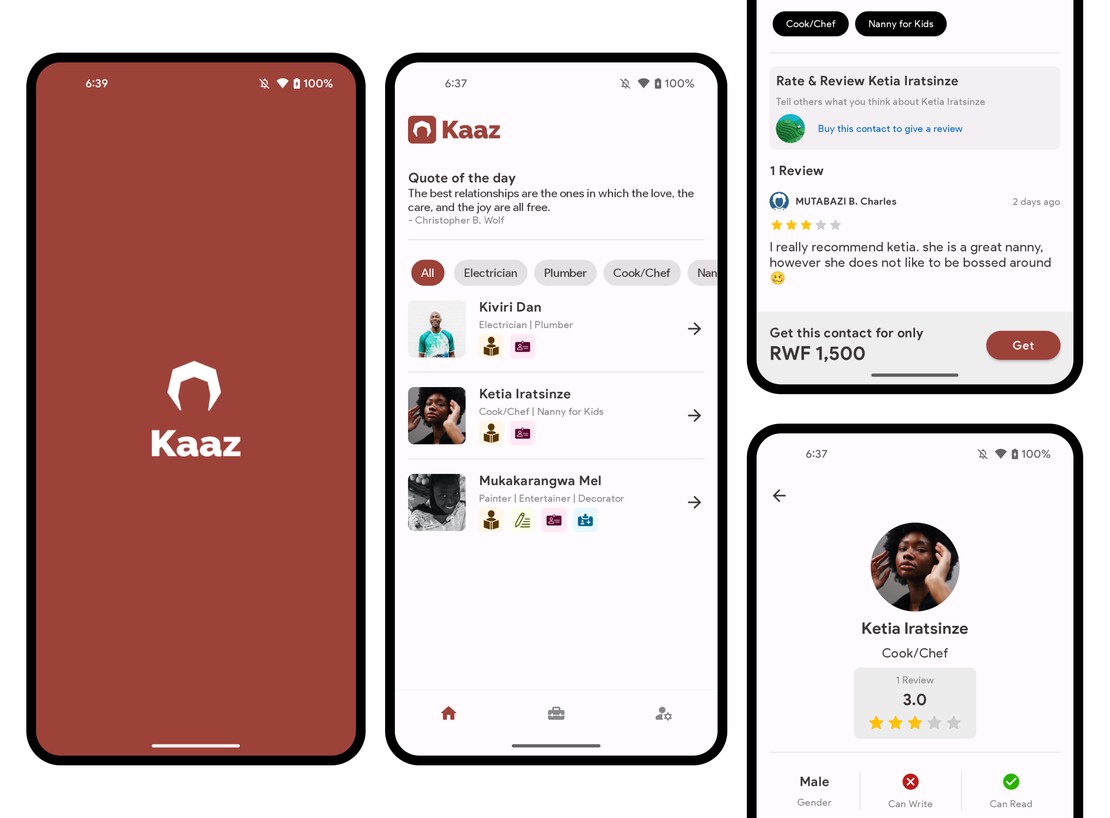 6:39
100%
Kaaz
6:37
100%
Kaaz
Quote of the day
The best relationships are the ones in which the love, the
care, and the joy are all free.
- Christopher B. Wolf
All
Electrician
Plumber
Cook/Chef
Nan
Kiviri Dan
Electrician | Plumber
Ketia Iratsinze
Cook/Chef | Nanny for Kids
Mukakarangwa Mel
Painter | Entertainer | Decorator
Cook/Chef
Nanny for Kids
Rate & Review Ketia Iratsinze
Tell others what you think about Ketia Iratsinze
Buy this contact to give a review
1 Review
MUTABAZI B. Charles
2 days ago
I really recommend ketia. she is a great nanny,
however she does not like to be bossed around
🥴
Get this contact for only
RWF 1,500
Get
6:37
100%
Ketia Iratsinze
Cook/Chef
1 Review
3.0
Male
Gender
Can Write
Can Read